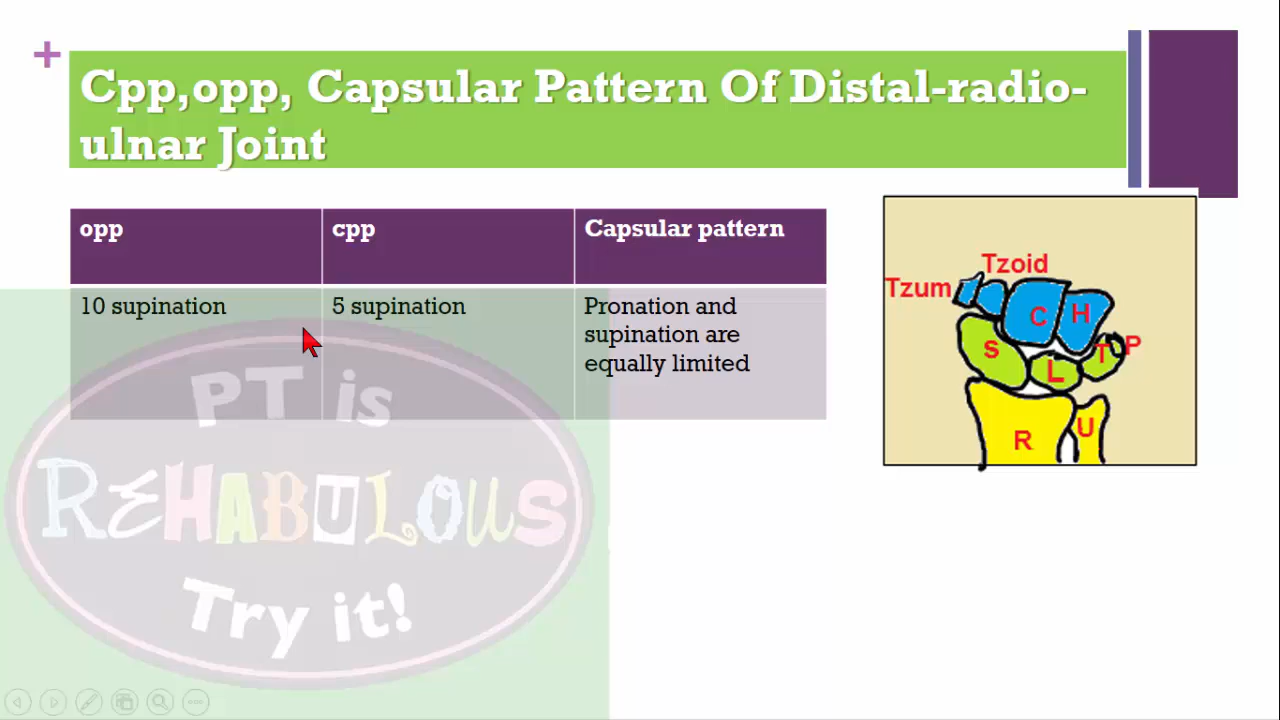 +
Cpp,opp, Capsular Pattern Of Distal-radio-
ulnar Joint
opp
cpp
Capsular pattern
10 supination
5 supination
Pronation and
supination are
equally limited
Tzoid
Tzum
C
H
S
L
T
P
R
U
PT is
REHABULOUS
Try it!